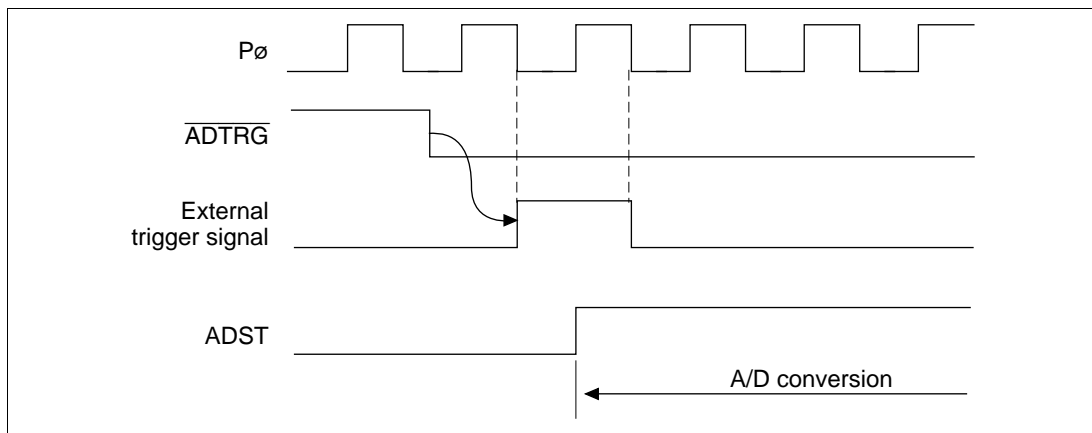 Pø
ADTRG
External
trigger signal
ADST
A/D conversion